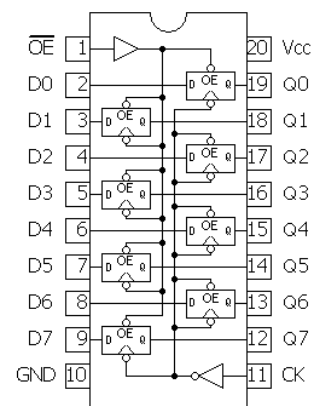 OE 1 20 Vcc
D0 2 D OE Q 19 Q0
D1 3 D OE Q 18 Q1
D2 4 D OE Q 17 Q2
D3 5 D OE Q 16 Q3
D4 6 D OE Q 15 Q4
D5 7 D OE Q 14 Q5
D6 8 D OE Q 13 Q6
D7 9 D OE Q 12 Q7
GND 10 11 CK